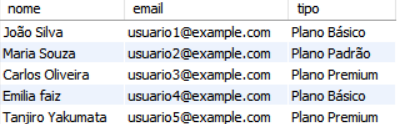 nome email tipo
João Silva usuario1@example.com Plano Básico
Maria Souza usuario2@example.com Plano Padrão
Carlos Oliveira usuario3@example.com Plano Premium
Emilia faiz usuario4@example.com Plano Básico
Tanjiro Yakumata usuario5@example.com Plano Premium